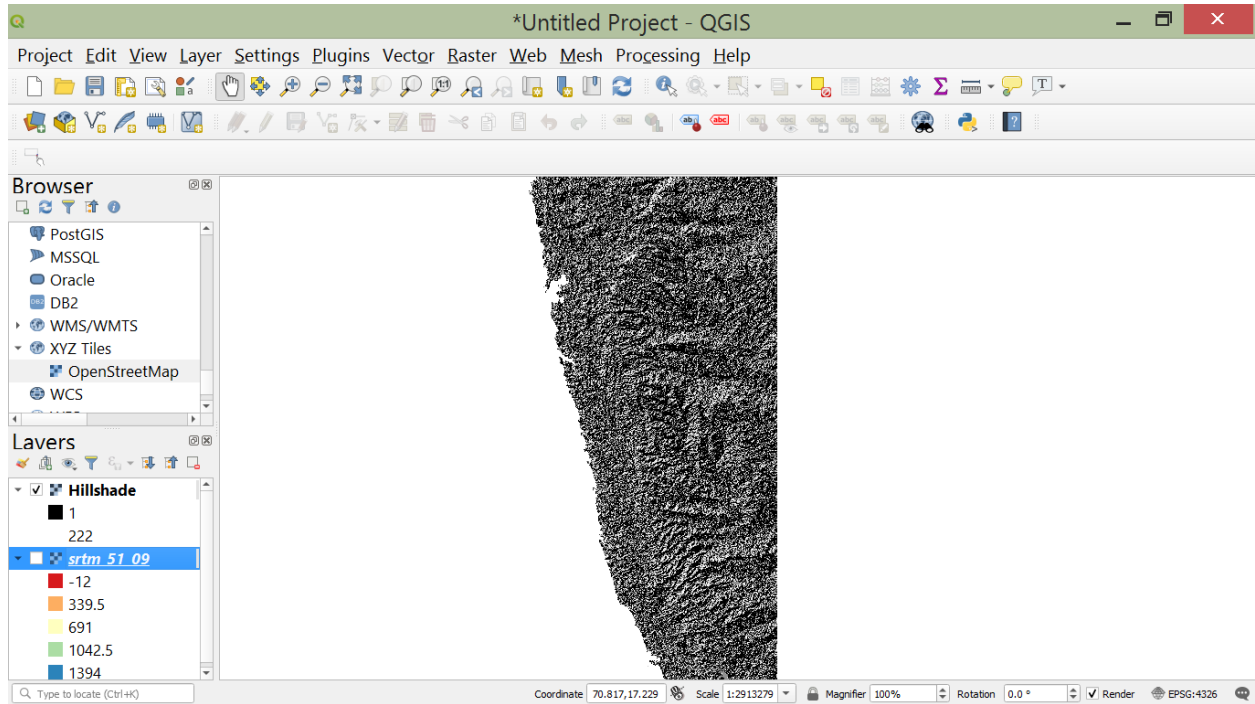 *Untitled Project - QGIS
Project Edit View Layer Settings Plugins Vector Raster Web Mesh Processing Help
Browser
PostGIS
MSSQL
Oracle
DB2
WMS/WMTS
XYZ Tiles
OpenStreetMap
WCS
Layers
Hillshade
1
222
srtm_51_09
-12
339.5
691
1042.5
1394
Type to locate (Ctrl+K) Coordinate 70.817,17.229 Scale 1:2913279 Magnifier 100% Rotation 0.0 ° Render EPSG:4326